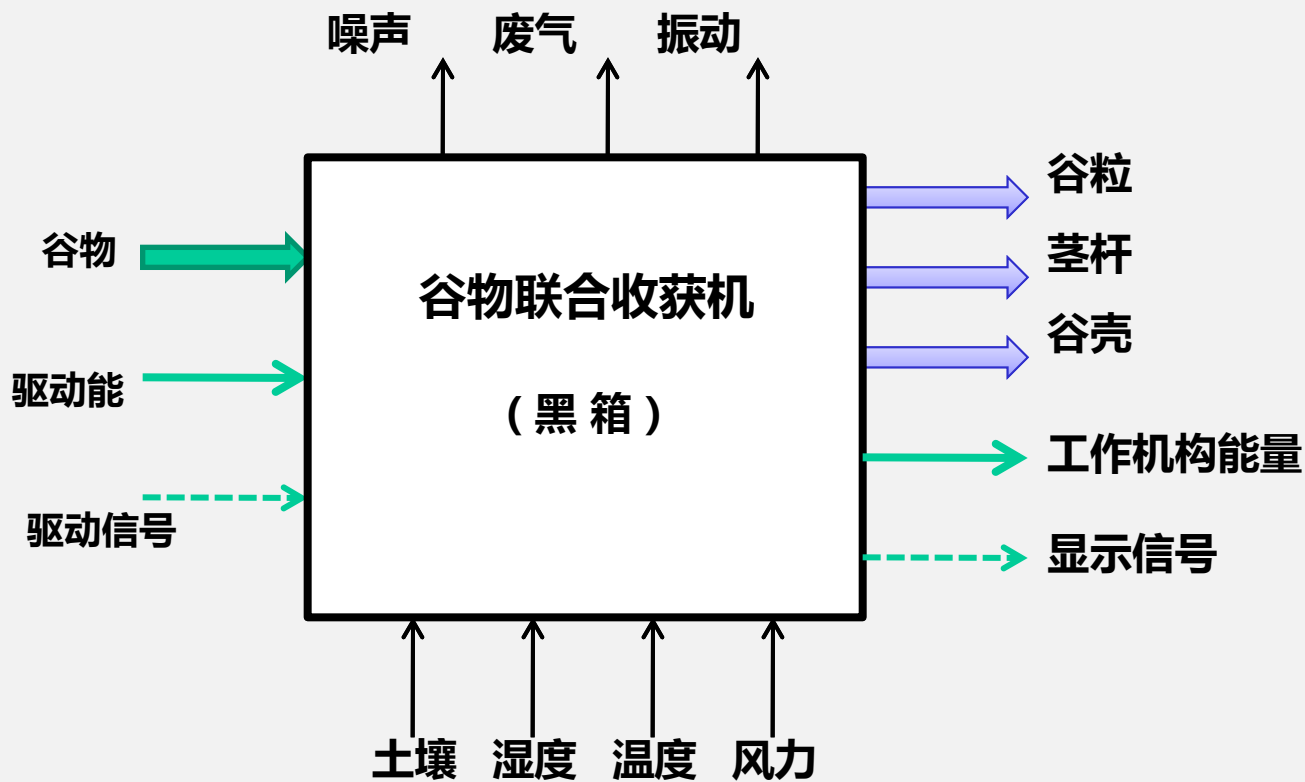 噪声 废气 振动
谷物
驱动能
驱动信号
谷物联合收获机
（黑 箱）
谷粒
茎杆
谷壳
工作机构能量
显示信号
土壤 湿度 温度 风力